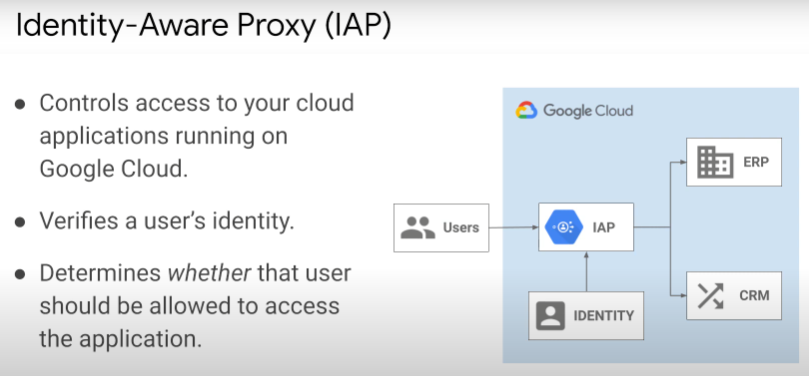 Identity-Aware Proxy (IAP)
● Controls access to your cloud
applications running on
Google Cloud.
● Verifies a user's identity.
● Determines whether that user
should be allowed to access
the application.
Google Cloud
Users
IAP
IDENTITY
ERP
CRM